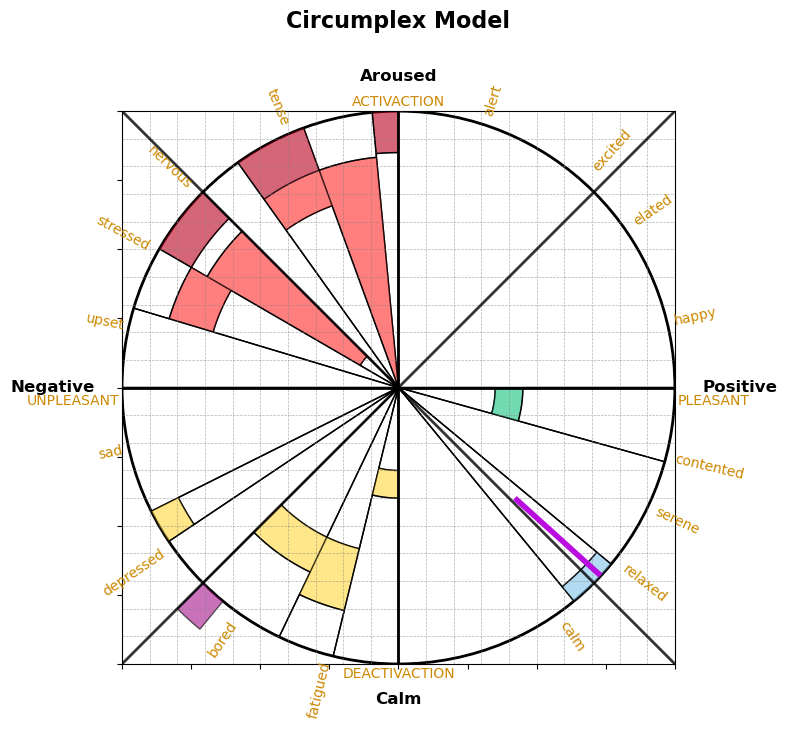 Circumplex Model
Aroused
ACTIVACTION
tense
alert
nervous
excited
stressed
elated
upset
happy
Negative
Positive
UNPLEASANT
PLEASANT
sad
contented
serene
depressed
relaxed
bored
calm
fatigued
DEACTIVACTION
Calm